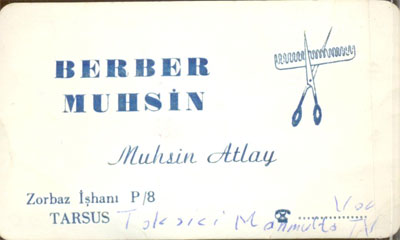 BERBER
MUHSİN
Muhsin Atlay
Zorbaz İşhanı P/8
TARSUS